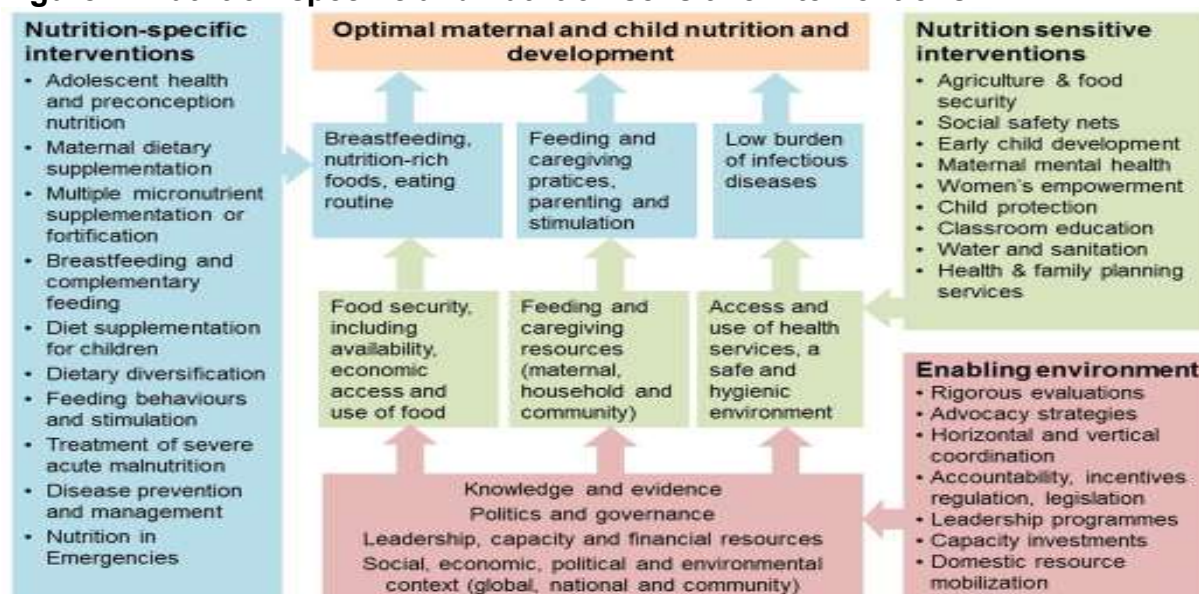 Nutrition-specific
interventions
• Adolescent health
and preconception
nutrition
• Maternal dietary
supplementation
• Multiple micronutrient
supplementation or
fortification
• Breastfeeding and
complementary
feeding
• Diet supplementation
for children
• Dietary diversification
• Feeding behaviours
and stimulation
• Treatment of severe
acute malnutrition
• Disease prevention
and management
• Nutrition in
Emergencies
Optimal maternal and child nutrition and
development
Breastfeeding,
nutrition-rich
foods, eating
routine
Feeding and
caregiving
pratices,
parenting and
stimulation
Low burden
of infectious
diseases
Food security,
including
availability,
economic
access and
use of food
Feeding and
caregiving
resources
(maternal,
household and
community)
Access and
use of health
services, a
safe and
hygienic
environment
Knowledge and evidence
Politics and governance
Leadership, capacity and financial resources
Social, economic, political and environmental
context (global, national and community)
Nutrition sensitive
interventions
• Agriculture & food
security
• Social safety nets
• Early child development
• Maternal mental health
• Women's empowerment
• Child protection
• Classroom education
• Water and sanitation
• Health & family planning
services
Enabling environment
• Rigorous evaluations
• Advocacy strategies
• Horizontal and vertical
coordination
• Accountability, incentives
regulation, legislation
• Leadership programmes
• Capacity investments
• Domestic resource
mobilization